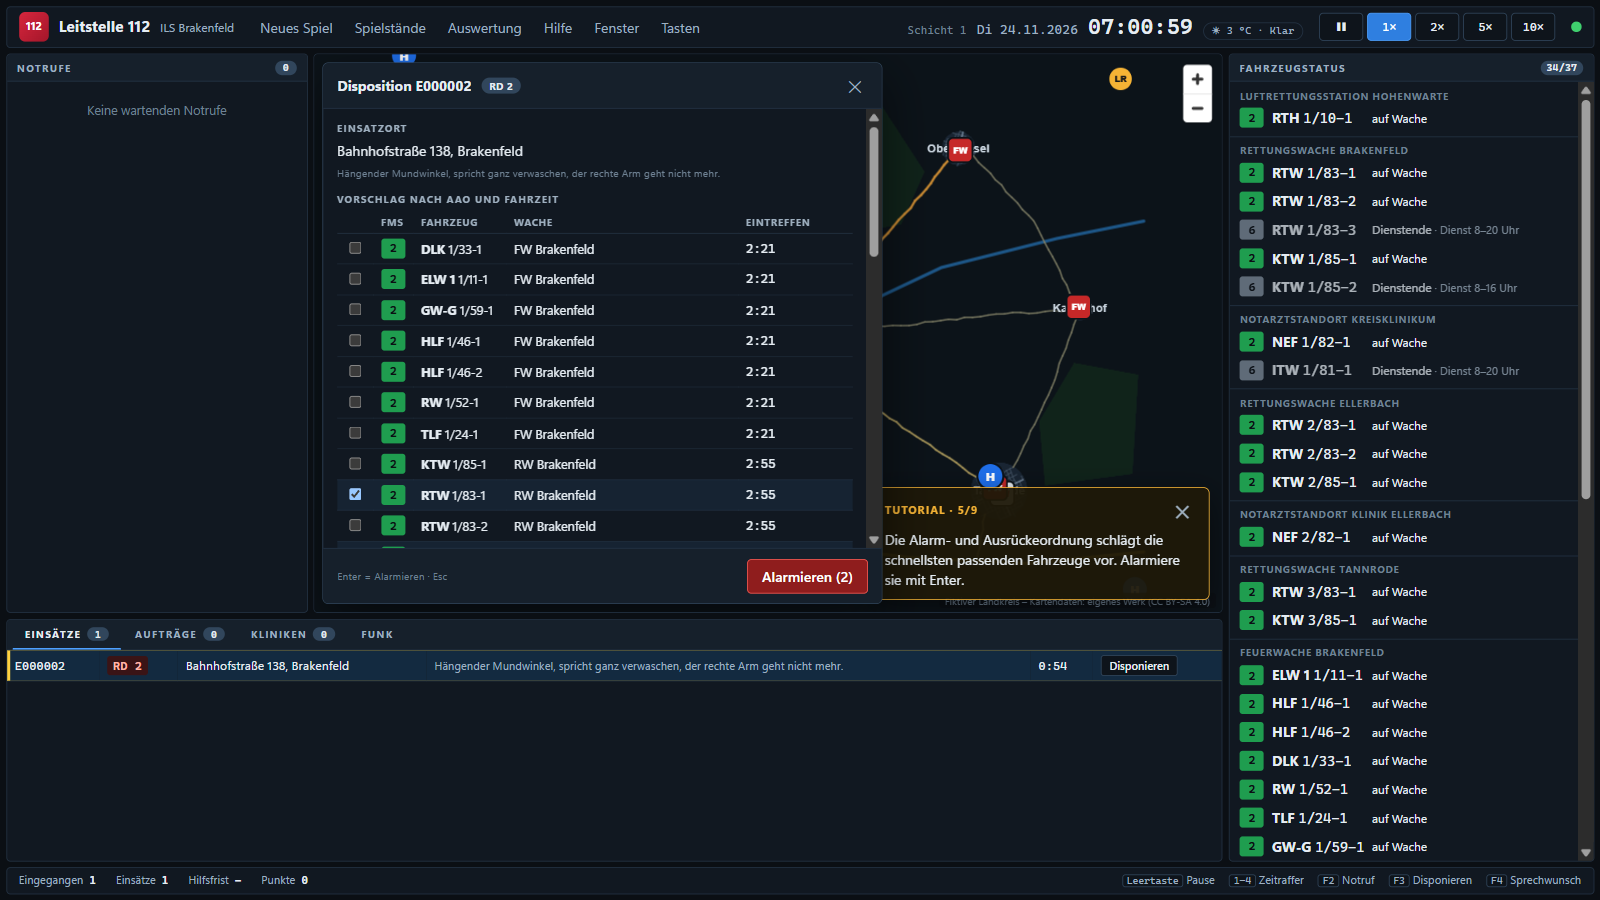 112 Leitstelle 112 ILS Brakenfeld Neues Spiel Spielstände Auswertung Hilfe Fenster Tasten Schicht 1 Di 24.11.2026 07:00:59 ☀ 3 °C · Klar 1× 2× 5× 10×
NOTRUFE 0
Keine wartenden Notrufe
H
Disposition E000002 RD 2
EINSATZORT
Bahnhofstraße 138, Brakenfeld
Hängender Mundwinkel, spricht ganz verwaschen, der rechte Arm geht nicht mehr.
VORSCHLAG NACH AAO UND FAHRZEIT
FMS FAHRZEUG WACHE EINTREFFEN
2 DLK 1/33-1 FW Brakenfeld 2:21
2 ELW 1 1/11-1 FW Brakenfeld 2:21
2 GW-G 1/59-1 FW Brakenfeld 2:21
2 HLF 1/46-1 FW Brakenfeld 2:21
2 HLF 1/46-2 FW Brakenfeld 2:21
2 RW 1/52-1 FW Brakenfeld 2:21
2 TLF 1/24-1 FW Brakenfeld 2:21
2 KTW 1/85-1 RW Brakenfeld 2:55
2 RTW 1/83-1 RW Brakenfeld 2:55
2 RTW 1/83-2 RW Brakenfeld 2:55
Enter = Alarmieren · Esc
Alarmieren (2)
LR
+
−
FW
FW
H
TUTORIAL · 5/9
Die Alarm- und Ausrückeordnung schlägt die
schnellsten passenden Fahrzeuge vor. Alarmiere
sie mit Enter.
Fiktiver Landkreis – Kartendaten: eigenes Werk (CC BY-SA 4.0)
FAHRZEUGSTATUS 34/37
LUFTRETTUNGSSTATION HOHENWARTE
2 RTH 1/10-1 auf Wache
RETTUNGSWACHE BRAKENFELD
2 RTW 1/83-1 auf Wache
2 RTW 1/83-2 auf Wache
6 RTW 1/83-3 Dienstende · Dienst 8–20 Uhr
2 KTW 1/85-1 auf Wache
6 KTW 1/85-2 Dienstende · Dienst 8–16 Uhr
NOTARZTSTANDORT KREISKLINIKUM
2 NEF 1/82-1 auf Wache
6 ITW 1/81-1 Dienstende · Dienst 8–20 Uhr
RETTUNGSWACHE ELLERBACH
2 RTW 2/83-1 auf Wache
2 RTW 2/83-2 auf Wache
2 KTW 2/85-1 auf Wache
NOTARZTSTANDORT KLINIK ELLERBACH
2 NEF 2/82-1 auf Wache
RETTUNGSWACHE TANNRODE
2 RTW 3/83-1 auf Wache
2 KTW 3/85-1 auf Wache
FEUERWACHE BRAKENFELD
2 ELW 1 1/11-1 auf Wache
2 HLF 1/46-1 auf Wache
2 HLF 1/46-2 auf Wache
2 DLK 1/33-1 auf Wache
2 RW 1/52-1 auf Wache
2 TLF 1/24-1 auf Wache
2 GW-G 1/59-1 auf Wache
EINSÄTZE 1 AUFTRÄGE 0 KLINIKEN 0 FUNK
E000002 RD 2 Bahnhofstraße 138, Brakenfeld Hängender Mundwinkel, spricht ganz verwaschen, der rechte Arm geht nicht mehr. 0:54 Disponieren
Eingegangen 1 Einsätze 1 Hilfsfrist – Punkte 0 Leertaste Pause 1–4 Zeitraffer F2 Notruf F3 Disponieren F4 Sprechwunsch